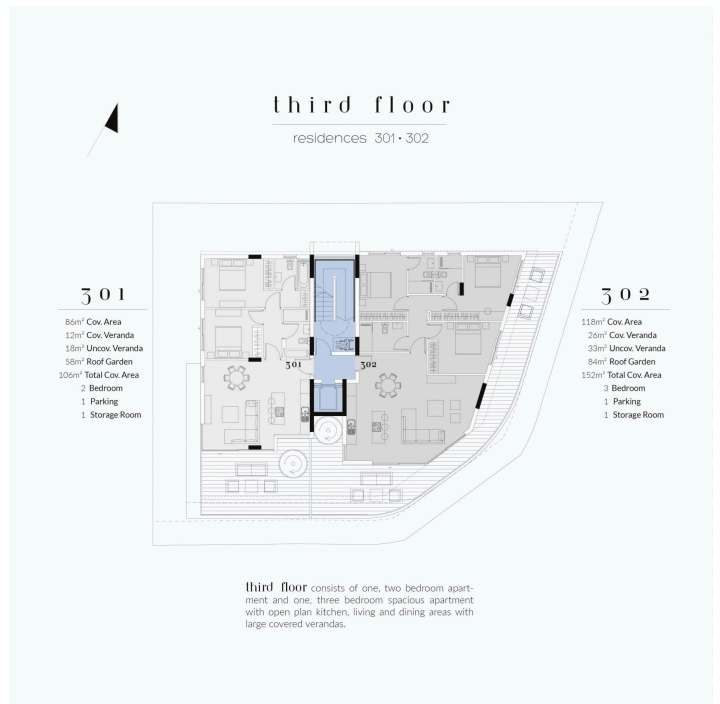 third floor
residences 301 • 302
301
86m² Cov. Area
12m² Cov. Veranda
18m² Uncov. Veranda
58m² Roof Garden
106m² Total Cov. Area
2 Bedroom
1 Parking
1 Storage Room
301
302
302
118m² Cov. Area
26m² Cov. Veranda
33m² Uncov. Veranda
84m² Roof Garden
152m² Total Cov. Area
3 Bedroom
1 Parking
1 Storage Room
third floor consists of one, two bedroom apart-
ment and one, three bedroom spacious apartment
with open plan kitchen, living and dining areas with
large covered verandas.